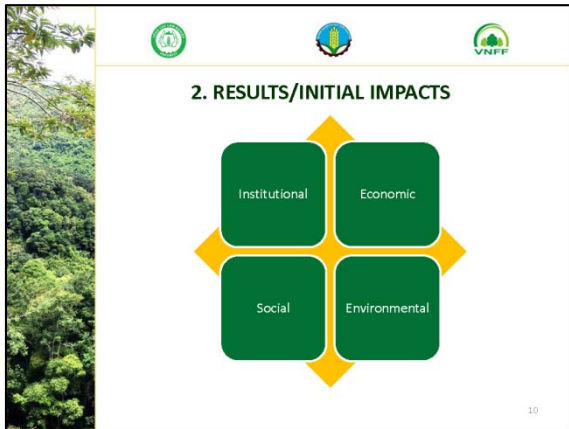 VNFF
2. RESULTS/INITIAL IMPACTS
Institutional
Economic
Social
Environmental
10